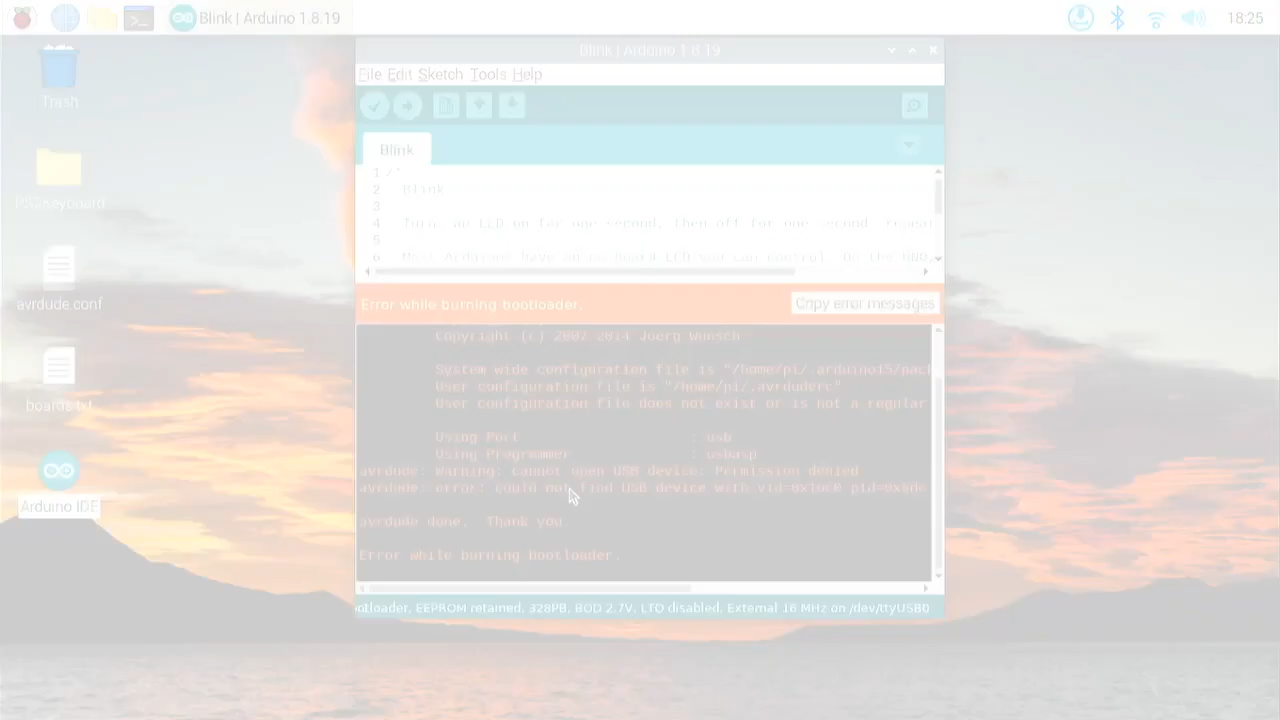 Blink | Arduino 1.8.19
18:25
Trash
avrdude.conf
boards.txt
Arduino IDE
Blink | Arduino 1.8.19
File Edit Sketch Tools Help
Blink
1 /*
2 Blink
3
4 Turns an LED on for one second, then off for one second, repeat
5
6 Most Arduinos have an on-board LED you can control. On the UNO,
Error while burning bootloader.
Copy error messages
Copyright (c) 2007-2014 Joerg Wunsch
System wide configuration file is "/home/pi/.arduino15/pack
User configuration file is "/home/pi/.avrduderc"
User configuration file does not exist or is not a regular
Using Port : usb
Using Programmer : usbasp
avrdude: Warning: cannot open USB device: Permission denied
avrdude: error: could not find USB device with vid=0x16c0 pid=0x5dc
avrdude done. Thank you.
Error while burning bootloader.
otloader, EEPROM retained, 328PB, BOD 2.7V, LTO disabled, External 16 MHz on /dev/ttyUSB0